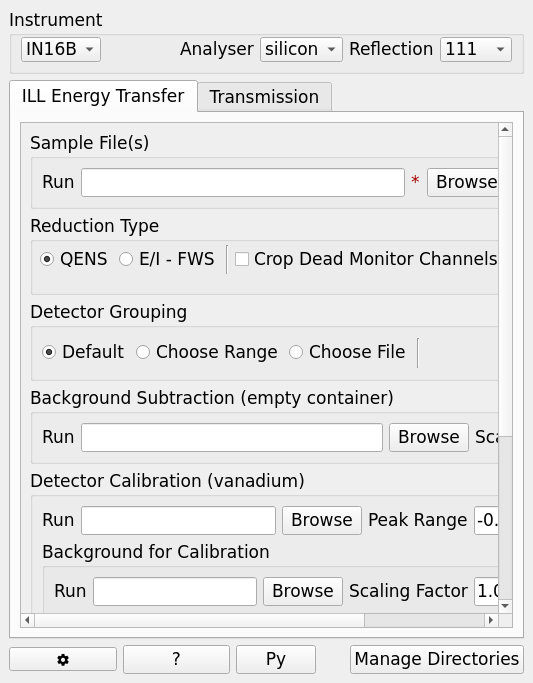 Instrument
IN16B Analyser silicon Reflection 111
ILL Energy Transfer Transmission
Sample File(s)
Run * Browse
Reduction Type
QENS E/I - FWS Crop Dead Monitor Channels
Detector Grouping
Default Choose Range Choose File
Background Subtraction (empty container)
Run Browse Sca
Detector Calibration (vanadium)
Run Browse Peak Range -0.
Background for Calibration
Run Browse Scaling Factor 1.0
? Py Manage Directories